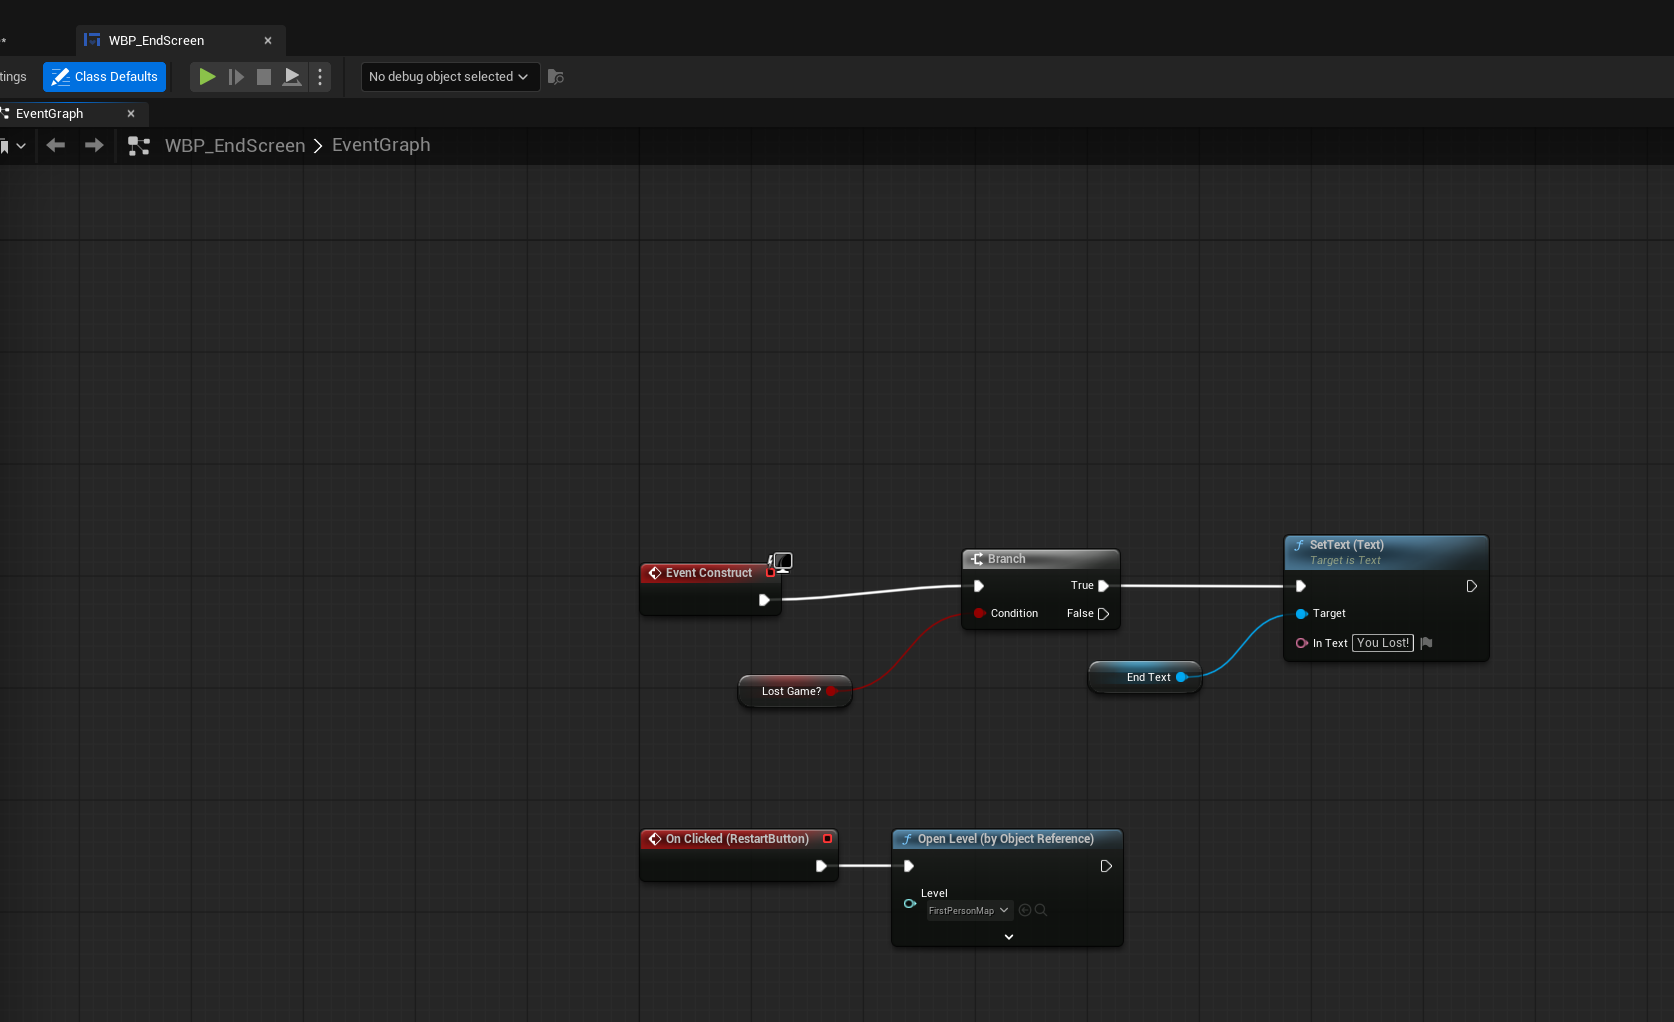 WBP_EndScreen
tings
Class Defaults
No debug object selected
EventGraph
WBP_EndScreen > EventGraph
Event Construct
Branch
True
Condition
False
SetText (Text)
Target is Text
Target
In Text You Lost!
Lost Game?
End Text
On Clicked (RestartButton)
Open Level (by Object Reference)
Level
FirstPersonMap